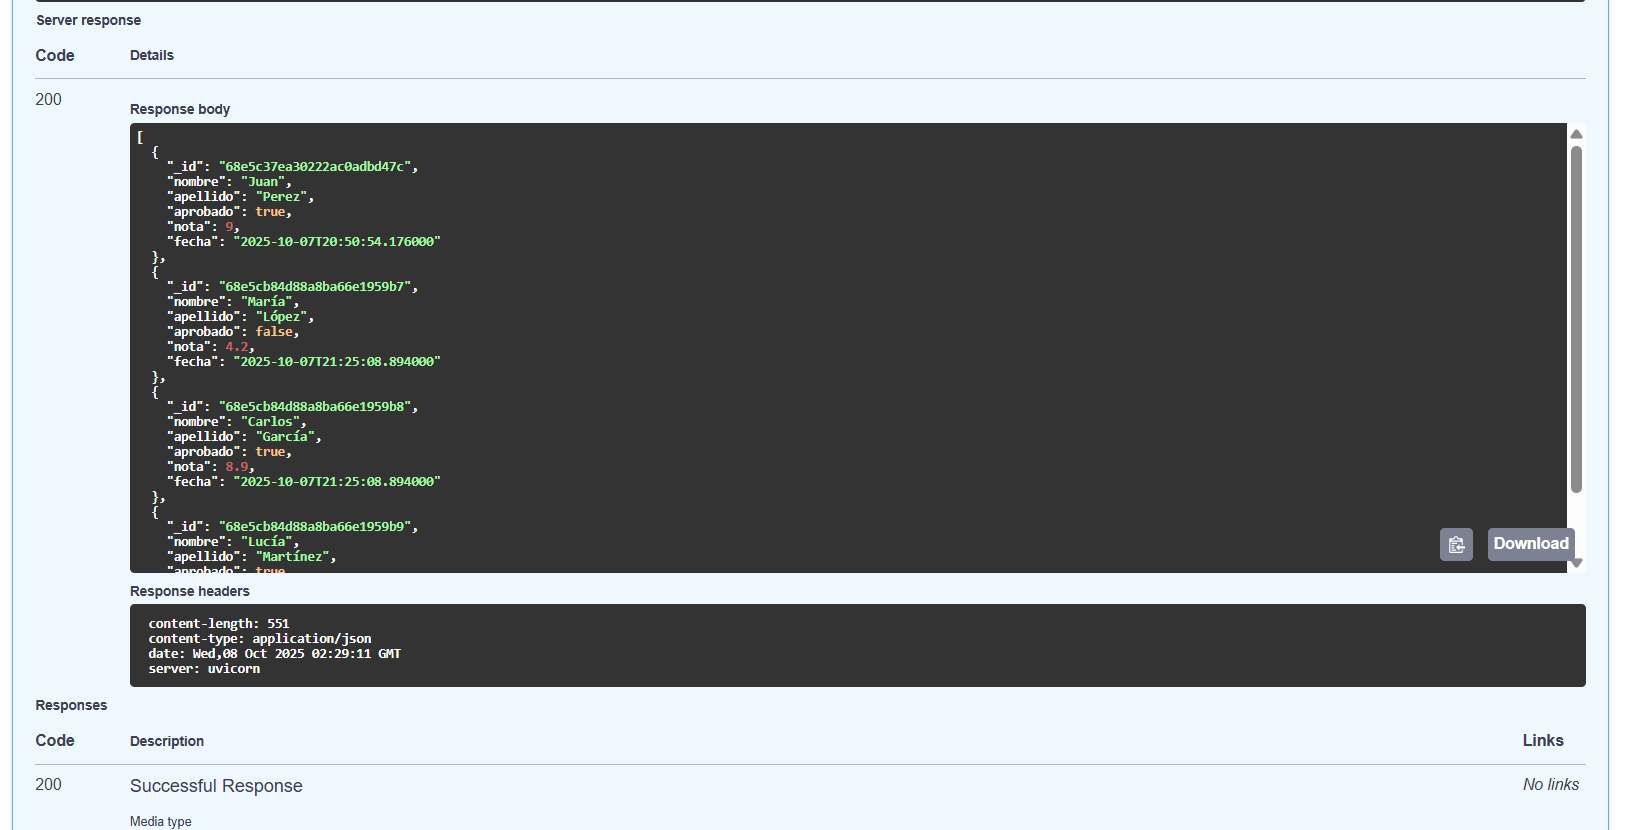 Server response
Code Details
200
Response body
[
  {
    "_id": "68e5c37ea30222ac0adbd47c",
    "nombre": "Juan",
    "apellido": "Perez",
    "aprobado": true,
    "nota": 9,
    "fecha": "2025-10-07T20:50:54.176000"
  },
  {
    "_id": "68e5cb84d88a8ba66e1959b7",
    "nombre": "María",
    "apellido": "López",
    "aprobado": false,
    "nota": 4.2,
    "fecha": "2025-10-07T21:25:08.894000"
  },
  {
    "_id": "68e5cb84d88a8ba66e1959b8",
    "nombre": "Carlos",
    "apellido": "García",
    "aprobado": true,
    "nota": 8.9,
    "fecha": "2025-10-07T21:25:08.894000"
  },
  {
    "_id": "68e5cb84d88a8ba66e1959b9",
    "nombre": "Lucía",
    "apellido": "Martínez",
    "aprobado": true
Download
Response headers
content-length: 551
content-type: application/json
date: Wed,08 Oct 2025 02:29:11 GMT
server: uvicorn
Responses
Code Description Links
200 Successful Response No links
Media type